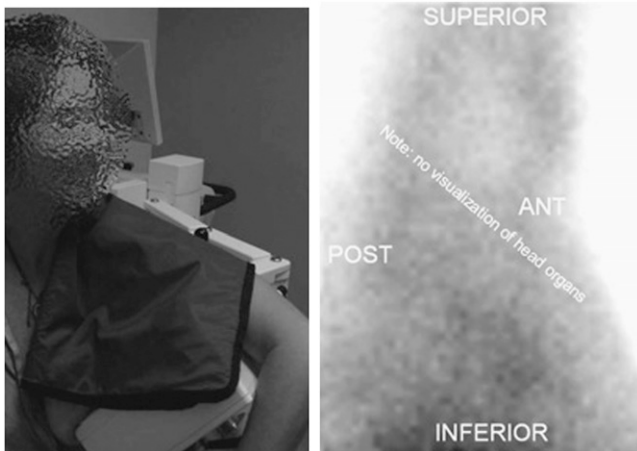 SUPERIOR
Note: no visualization of head organs
ANT
POST
INFERIOR